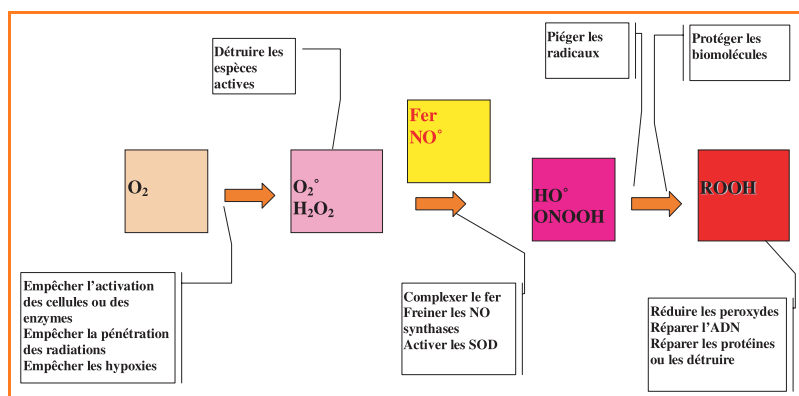 Détruire les
espèces
actives
Piéger les
radicaux
Protéger les
biomolécules
Fer
NO°
O₂
O₂°
H₂O₂
HO°
ONOOH
ROOH
Empêcher l’activation
des cellules ou des
enzymes
Empêcher la pénétration
des radiations
Empêcher les hypoxies
Complexer le fer
Freiner les NO
synthases
Activer les SOD
Réduire les peroxydes
Réparer l’ADN
Réparer les protéines
ou les détruire